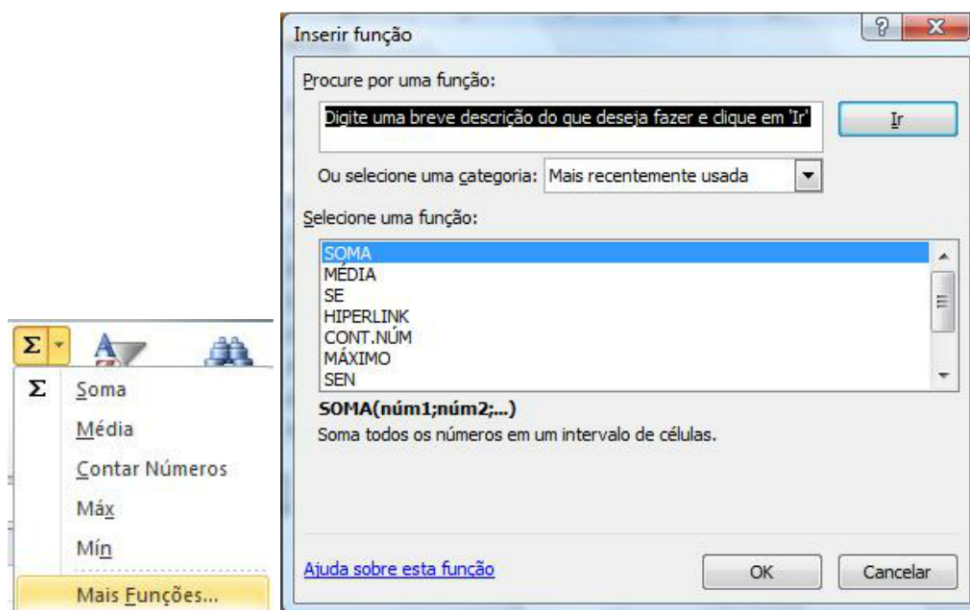 Σ
Σ Soma
Média
Contar Números
Máx
Mín
Mais Funções...
Inserir função
Procure por uma função:
Digite uma breve descrição do que deseja fazer e clique em 'Ir'
Ir
Ou selecione uma categoria: Mais recentemente usada
Selecione uma função:
SOMA
MÉDIA
SE
HIPERLINK
CONT.NÚM
MÁXIMO
SEN
SOMA(núm1;núm2;...)
Soma todos os números em um intervalo de células.
Ajuda sobre esta função
OK
Cancelar